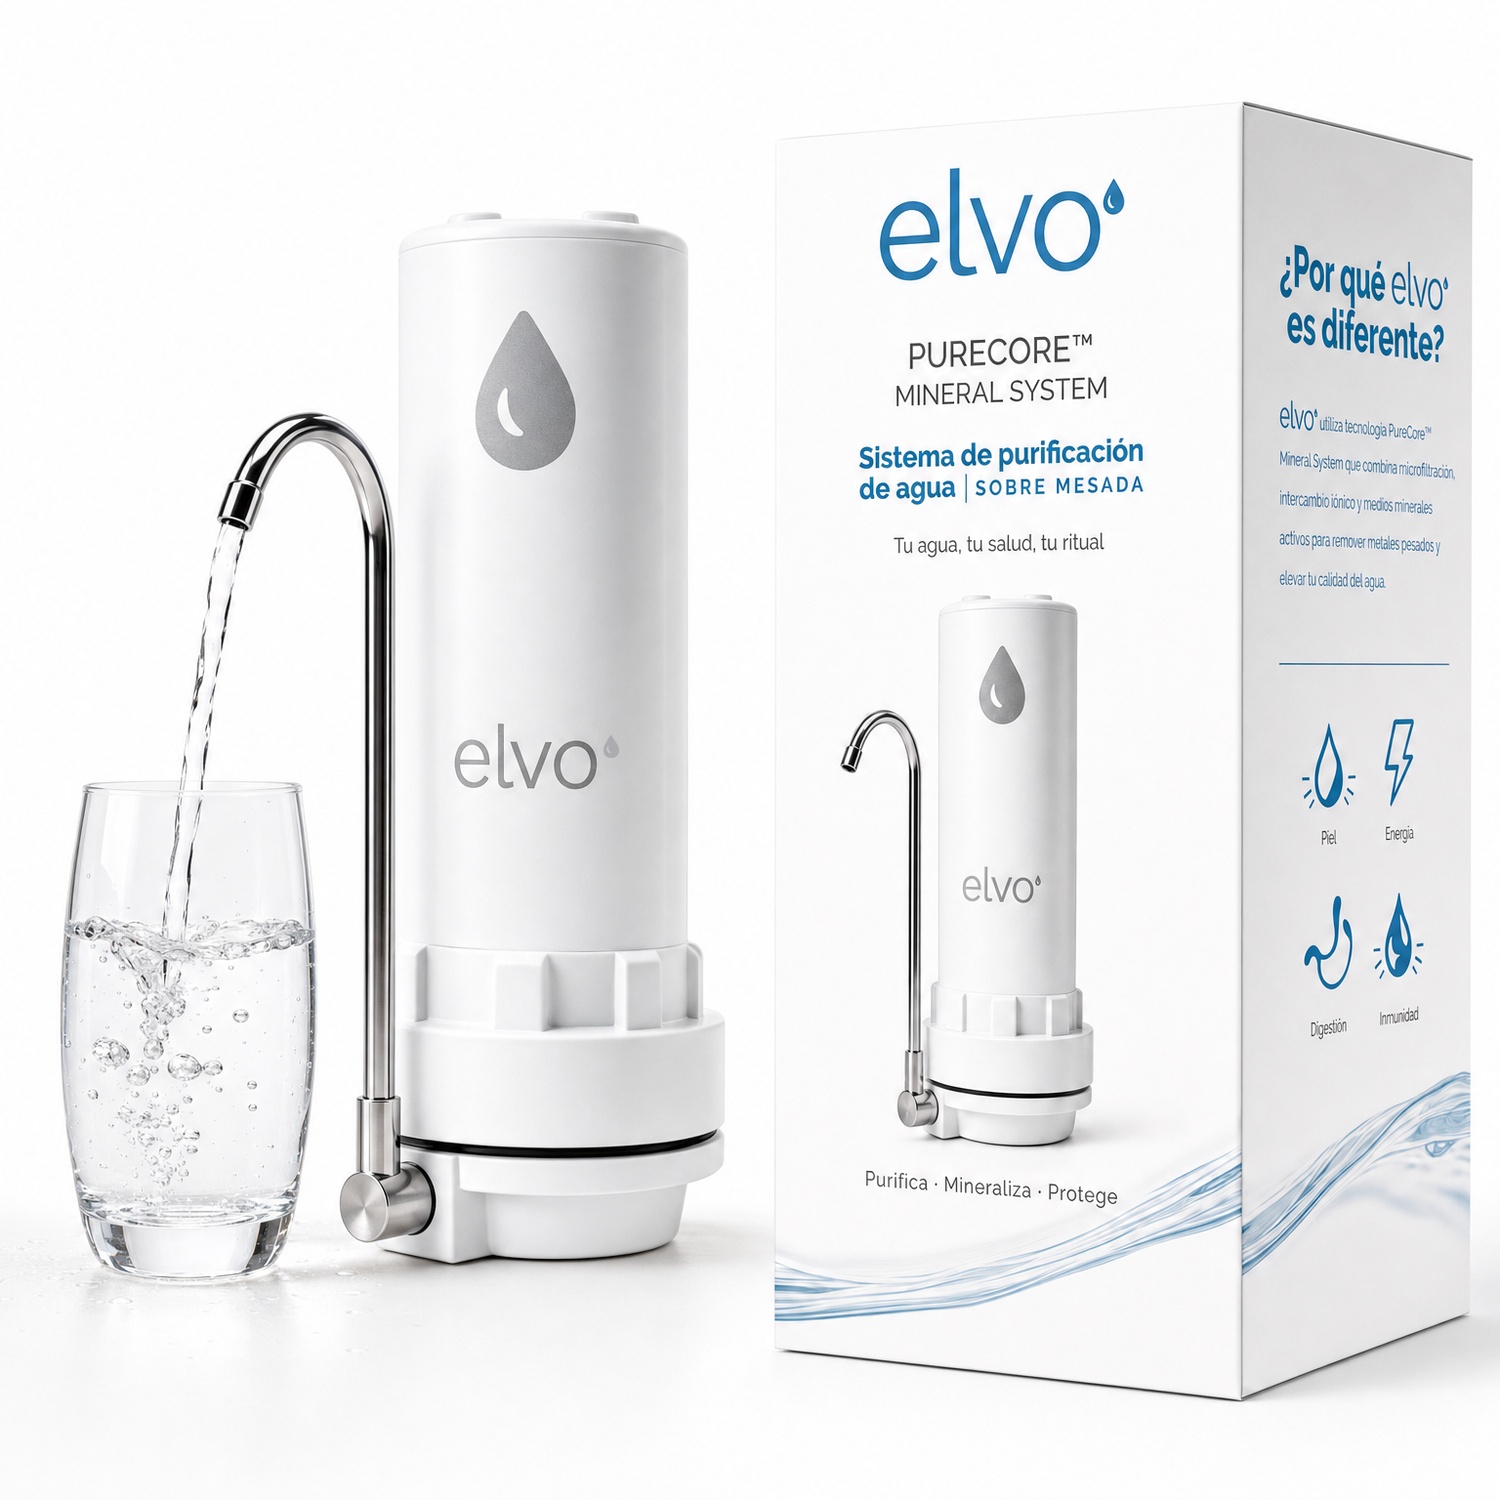 elvo
elvo
PURECORE™
MINERAL SYSTEM
Sistema de purificación
de agua | SOBRE MESADA
Tu agua, tu salud, tu ritual
elvo
Purifica · Mineraliza · Protege
¿Por qué elvo
es diferente?
elvo utiliza tecnología PureCore™
Mineral System que combina microfiltración,
intercambio iónico y medios minerales
activos para remover metales pesados y
elevar tu calidad del agua.
Piel
Energía
Digestión
Inmunidad